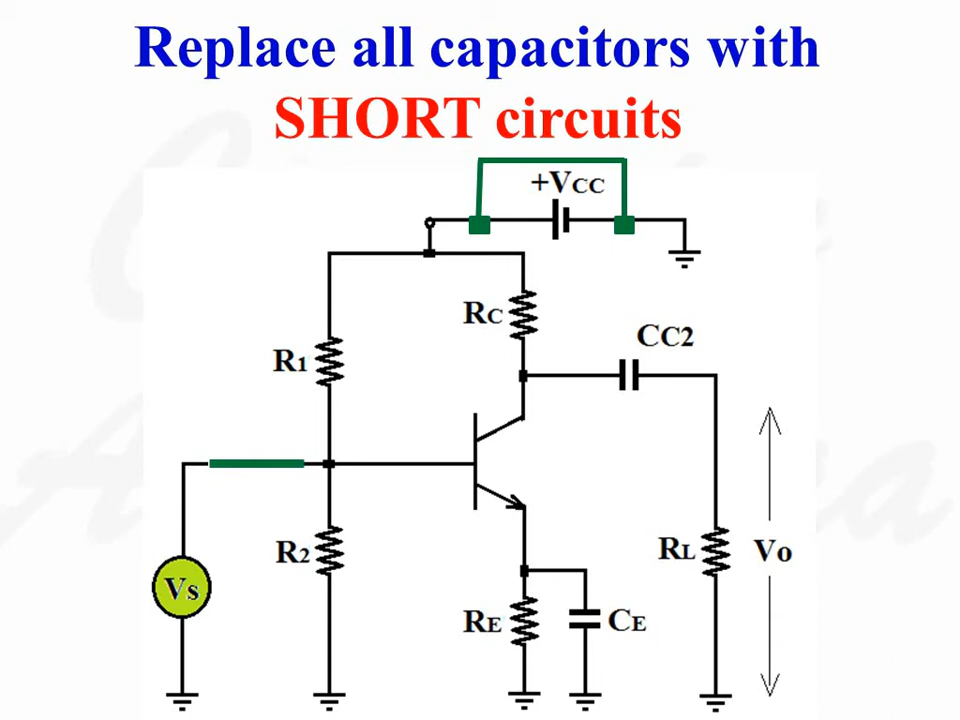 Replace all capacitors with
SHORT circuits
+VCC
RC
CC2
R1
R2
RL
Vo
Vs
RE
CE